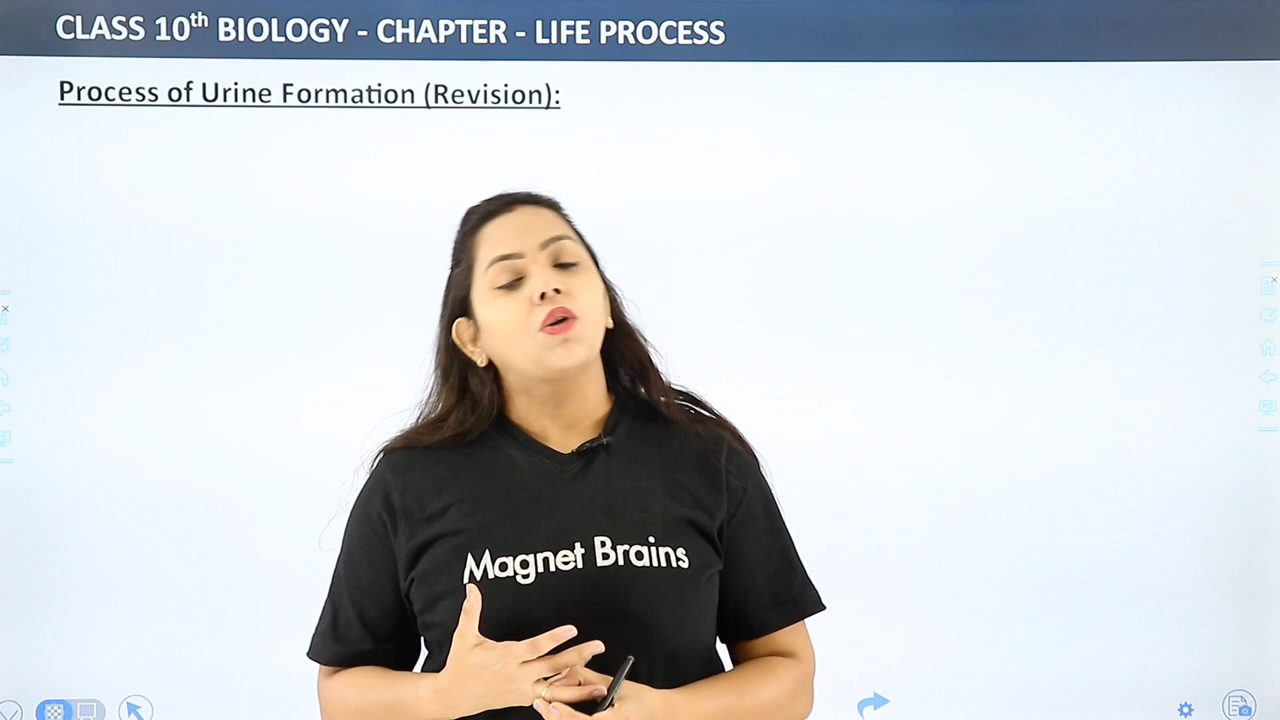 CLASS 10th BIOLOGY - CHAPTER - LIFE PROCESS
Process of Urine Formation (Revision):
Magnet Brains